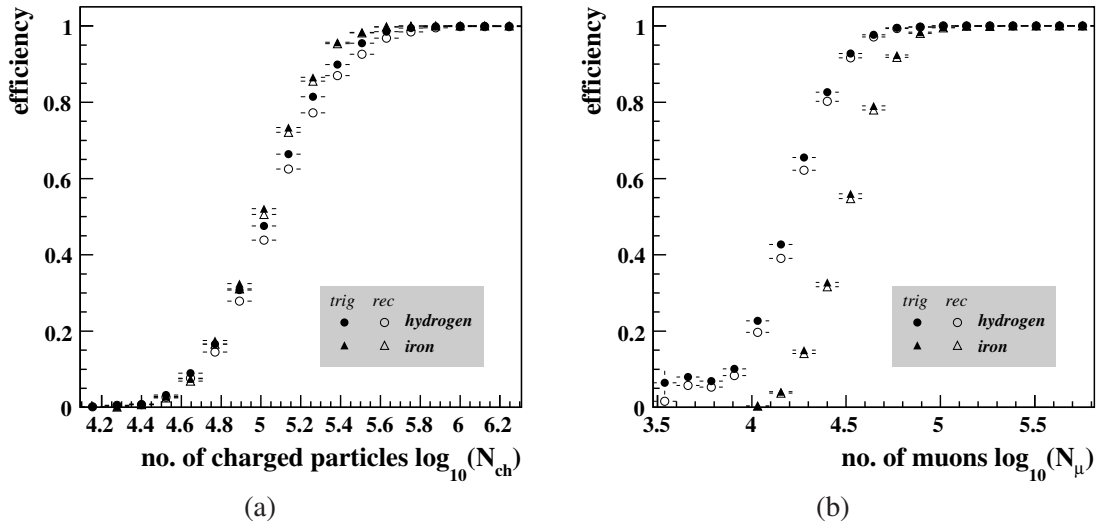 efficiency
1
0.8
0.6
0.4
0.2
0
trig rec
hydrogen
iron
4.2 4.4 4.6 4.8 5 5.2 5.4 5.6 5.8 6 6.2
no. of charged particles log10(Nch)
(a)
efficiency
1
0.8
0.6
0.4
0.2
0
trig rec
hydrogen
iron
3.5 4 4.5 5 5.5
no. of muons log10(Nμ)
(b)